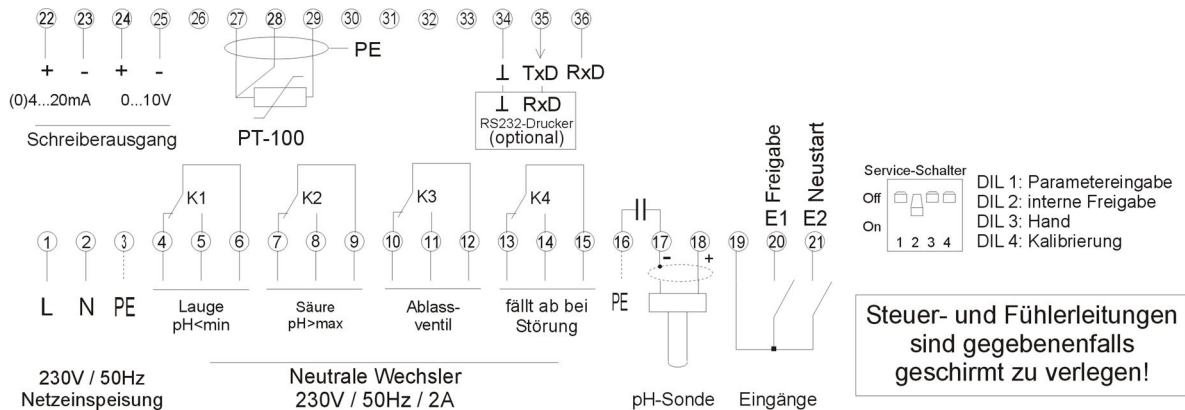 22 23 24 25 26 27 28 29 30 31 32 33 34 35 36
PE
+ - + - ⊥ TxD RxD
(0)4...20mA 0...10V
Schreiberausgang
PT-100
⊥ RxD
RS232-Drucker
(optional)
K1 K2 K3 K4
Freigabe
Neustart
E1 E2
1 2 3 4 5 6 7 8 9 10 11 12 13 14 15 16 17 18 19 20 21
- +
L N PE
Lauge
pH<min
Säure
pH>max
Ablass-
ventil
fällt ab bei
Störung
PE
230V / 50Hz
Netzeinspeisung
Neutrale Wechsler
230V / 50Hz / 2A
pH-Sonde
Eingänge
Service-Schalter
Off
On
1 2 3 4
DIL 1: Parametereingabe
DIL 2: interne Freigabe
DIL 3: Hand
DIL 4: Kalibrierung
Steuer- und Fühlerleitungen
sind gegebenenfalls
geschirmt zu verlegen!